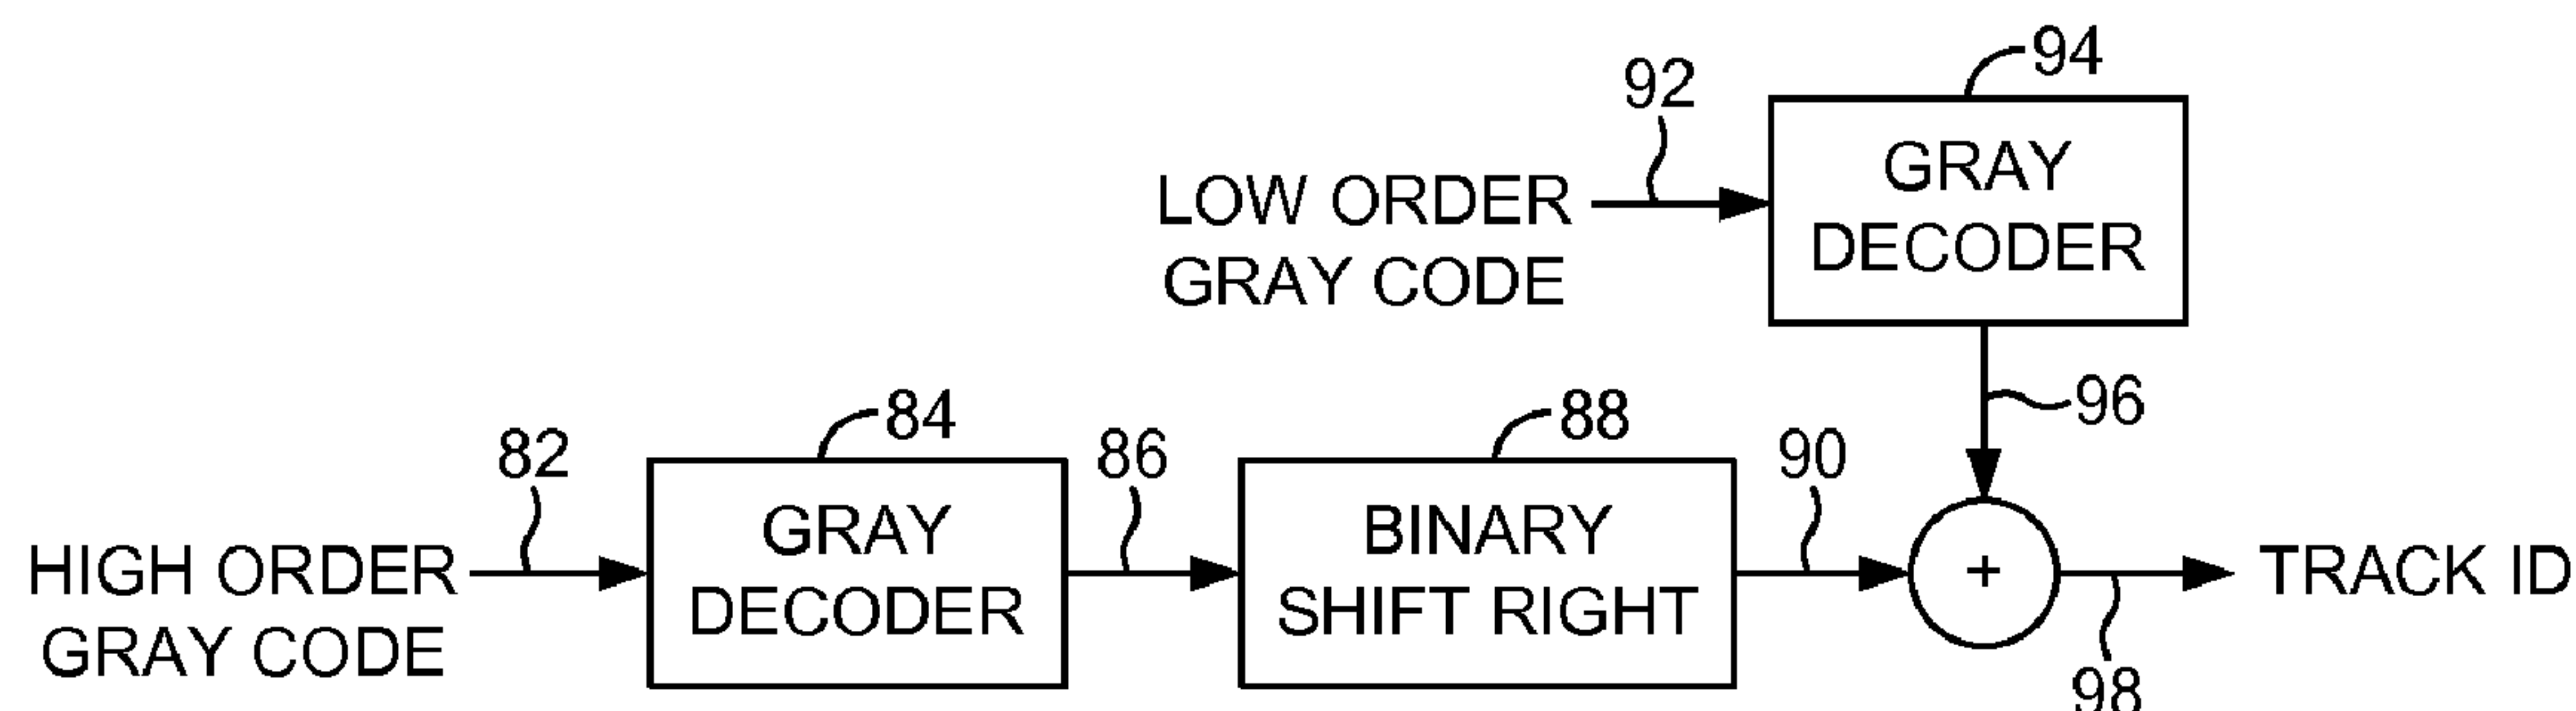 94
92
GRAY
DECODER
LOW ORDER
GRAY CODE
96
84
88
82
86
90
GRAY
DECODER
BINARY
SHIFT RIGHT
+
HIGH ORDER
GRAY CODE
TRACK ID
98